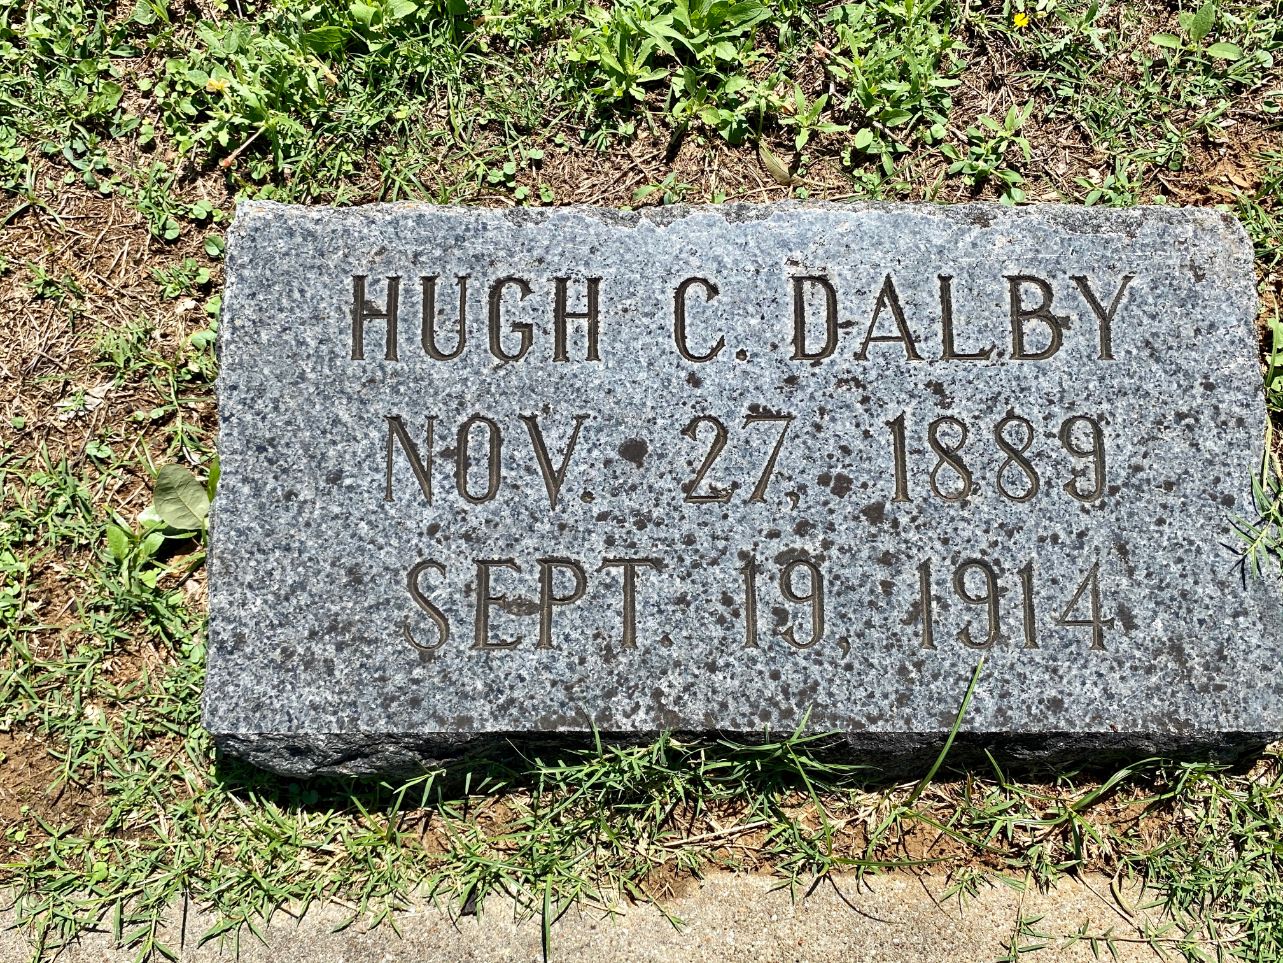 HUGH C. DALBY
NOV 27, 1889
SEPT 19, 1914